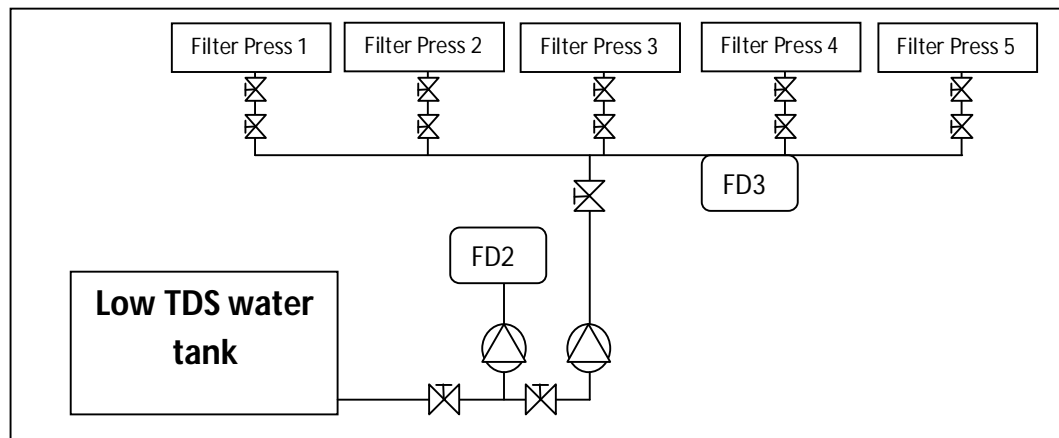 Filter Press 1
Filter Press 2
Filter Press 3
Filter Press 4
Filter Press 5
FD3
FD2
Low TDS water
tank